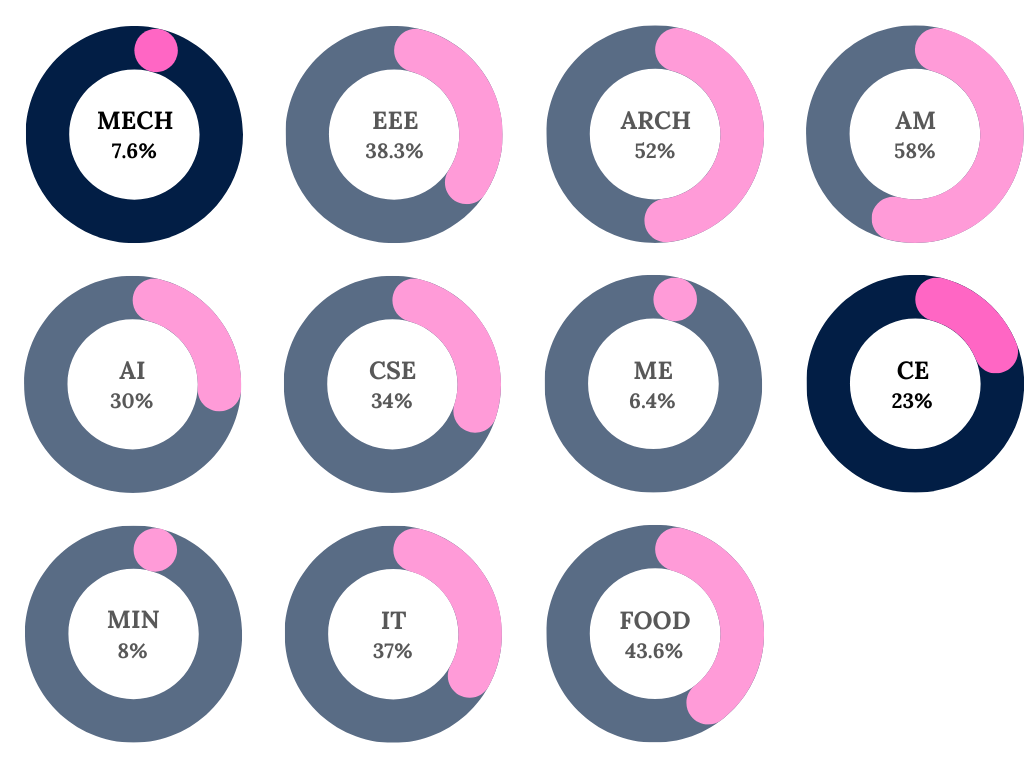 MECH
7.6%
EEE
38.3%
ARCH
52%
AM
58%
AI
30%
CSE
34%
ME
6.4%
CE
23%
MIN
8%
IT
37%
FOOD
43.6%